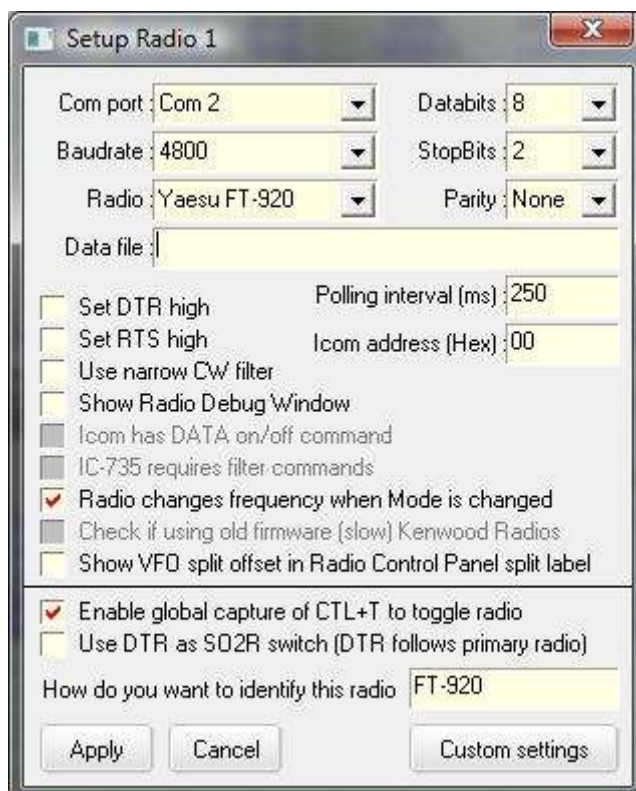 Setup Radio 1
Com port : Com 2 Databits : 8
Baudrate : 4800 StopBits : 2
Radio : Yaesu FT-920 Parity : None
Data file :
Polling interval (ms) : 250
Set DTR high
Set RTS high
Icom address (Hex) : 00
Use narrow CW filter
Show Radio Debug Window
Icom has DATA on/off command
IC-735 requires filter commands
Radio changes frequency when Mode is changed
Check if using old firmware (slow) Kenwood Radios
Show VFO split offset in Radio Control Panel split label
Enable global capture of CTL+T to toggle radio
Use DTR as SO2R switch (DTR follows primary radio)
How do you want to identify this radio FT-920
Apply Cancel Custom settings